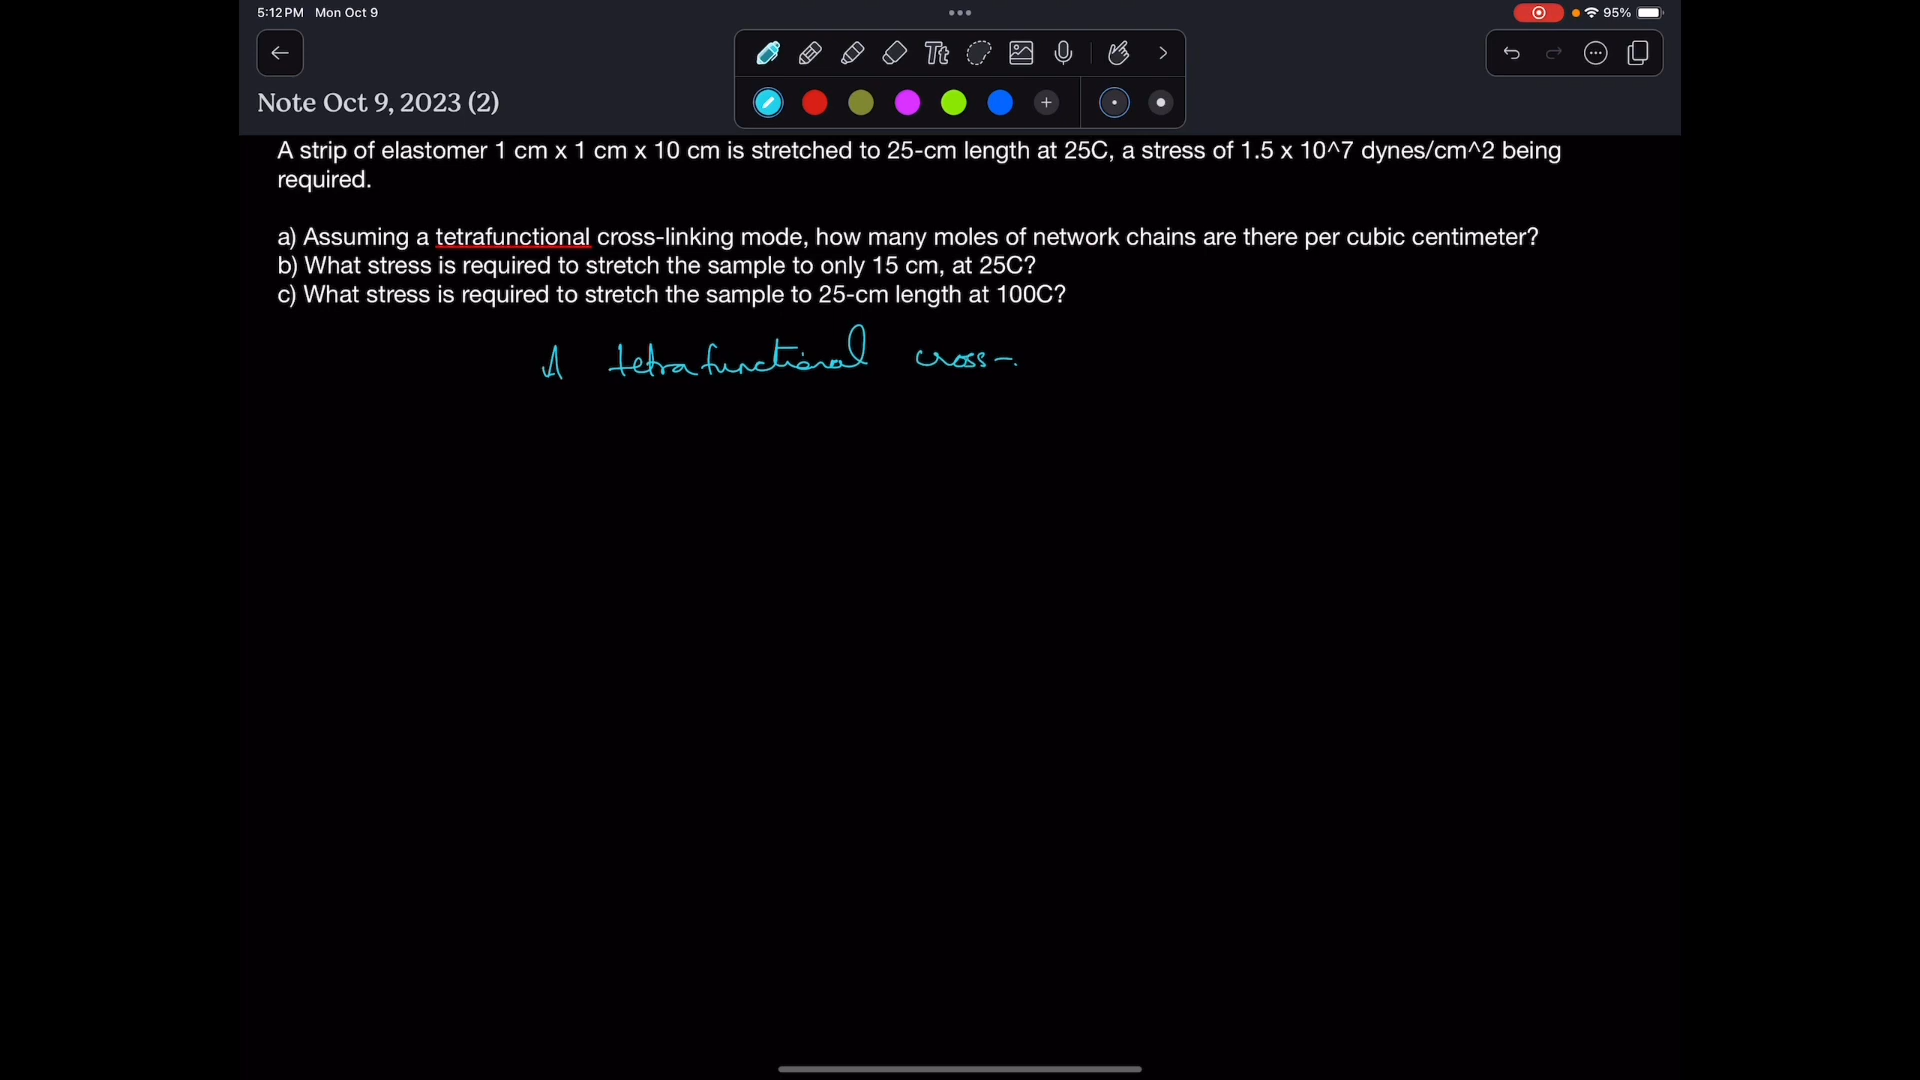 5:12 PM Mon Oct 9
95%
Tt
Note Oct 9, 2023 (2)
A strip of elastomer 1 cm x 1 cm x 10 cm is stretched to 25-cm length at 25C, a stress of 1.5 x 10^7 dynes/cm^2 being
required.
a) Assuming a tetrafunctional cross-linking mode, how many moles of network chains are there per cubic centimeter?
b) What stress is required to stretch the sample to only 15 cm, at 25C?
c) What stress is required to stretch the sample to 25-cm length at 100C?
A tetrafunctional cross-